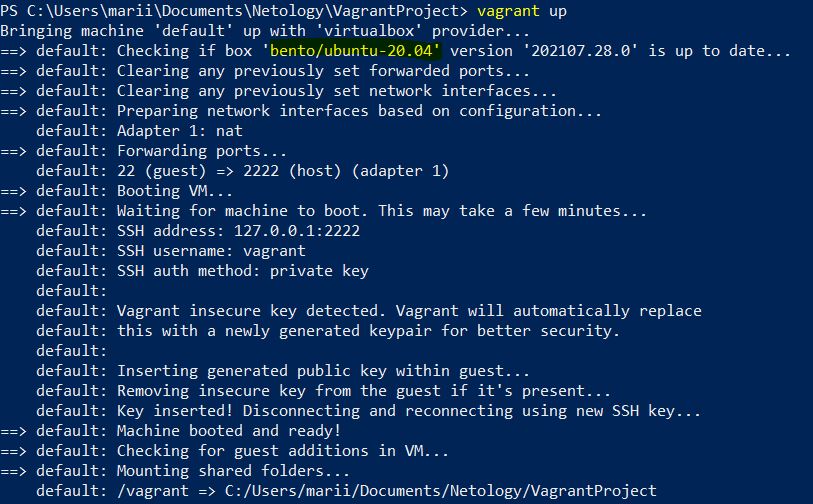 PS C:\Users\marii\Documents\Netology\VagrantProject> vagrant up
Bringing machine 'default' up with 'virtualbox' provider...
==> default: Checking if box 'bento/ubuntu-20.04' version '202107.28.0' is up to date...
==> default: Clearing any previously set forwarded ports...
==> default: Clearing any previously set network interfaces...
==> default: Preparing network interfaces based on configuration...
    default: Adapter 1: nat
==> default: Forwarding ports...
    default: 22 (guest) => 2222 (host) (adapter 1)
==> default: Booting VM...
==> default: Waiting for machine to boot. This may take a few minutes...
    default: SSH address: 127.0.0.1:2222
    default: SSH username: vagrant
    default: SSH auth method: private key
    default:
    default: Vagrant insecure key detected. Vagrant will automatically replace
    default: this with a newly generated keypair for better security.
    default:
    default: Inserting generated public key within guest...
    default: Removing insecure key from the guest if it's present...
    default: Key inserted! Disconnecting and reconnecting using new SSH key...
==> default: Machine booted and ready!
==> default: Checking for guest additions in VM...
==> default: Mounting shared folders...
    default: /vagrant => C:/Users/marii/Documents/Netology/VagrantProject